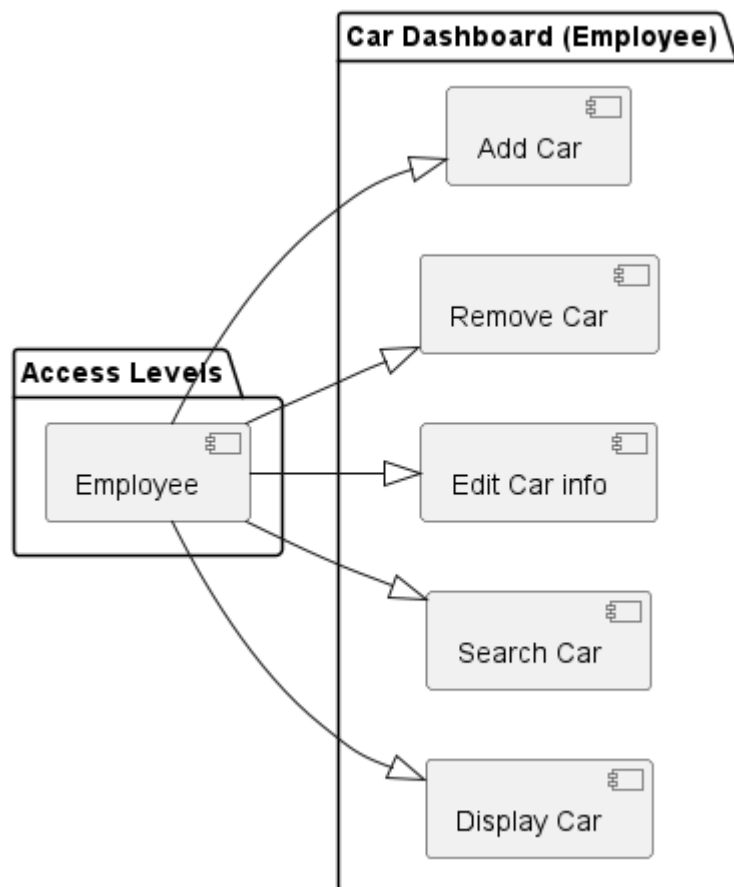 Car Dashboard (Employee)
Add Car
Remove Car
Access Levels
Employee
Edit Car info
Search Car
Display Car